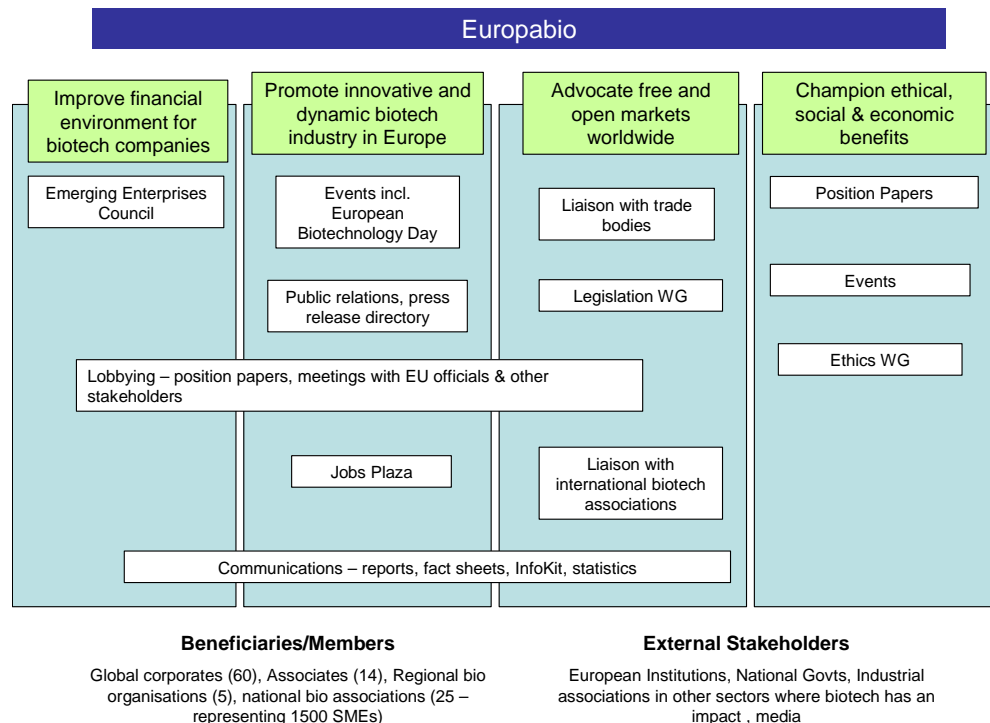 Europabio
Improve financial
environment for
biotech companies
Promote innovative and
dynamic biotech
industry in Europe
Advocate free and
open markets
worldwide
Champion ethical,
social & economic
benefits
Emerging Enterprises
Council
Events incl.
European
Biotechnology Day
Liaison with trade
bodies
Position Papers
Public relations, press
release directory
Legislation WG
Events
Ethics WG
Lobbying – position papers, meetings with EU officials & other
stakeholders
Jobs Plaza
Liaison with
international biotech
associations
Communications – reports, fact sheets, InfoKit, statistics
Beneficiaries/Members
Global corporates (60), Associates (14), Regional bio
organisations (5), national bio associations (25 –
representing 1500 SMEs)
External Stakeholders
European Institutions, National Govts, Industrial
associations in other sectors where biotech has an
impact , media